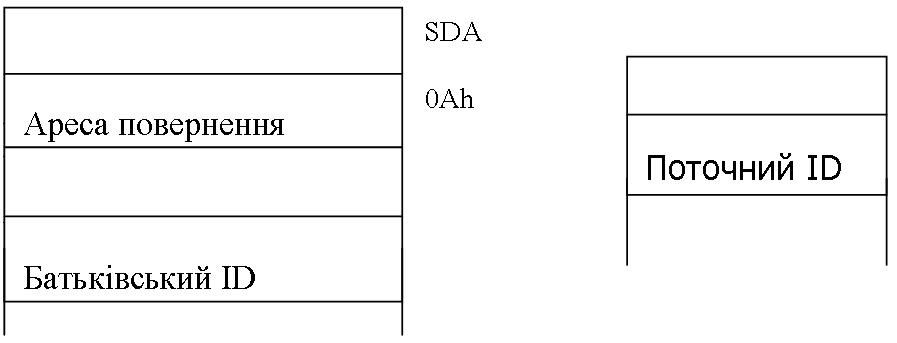 SDA
0Ah
Ареса повернення
Поточний ID
Батьківський ID